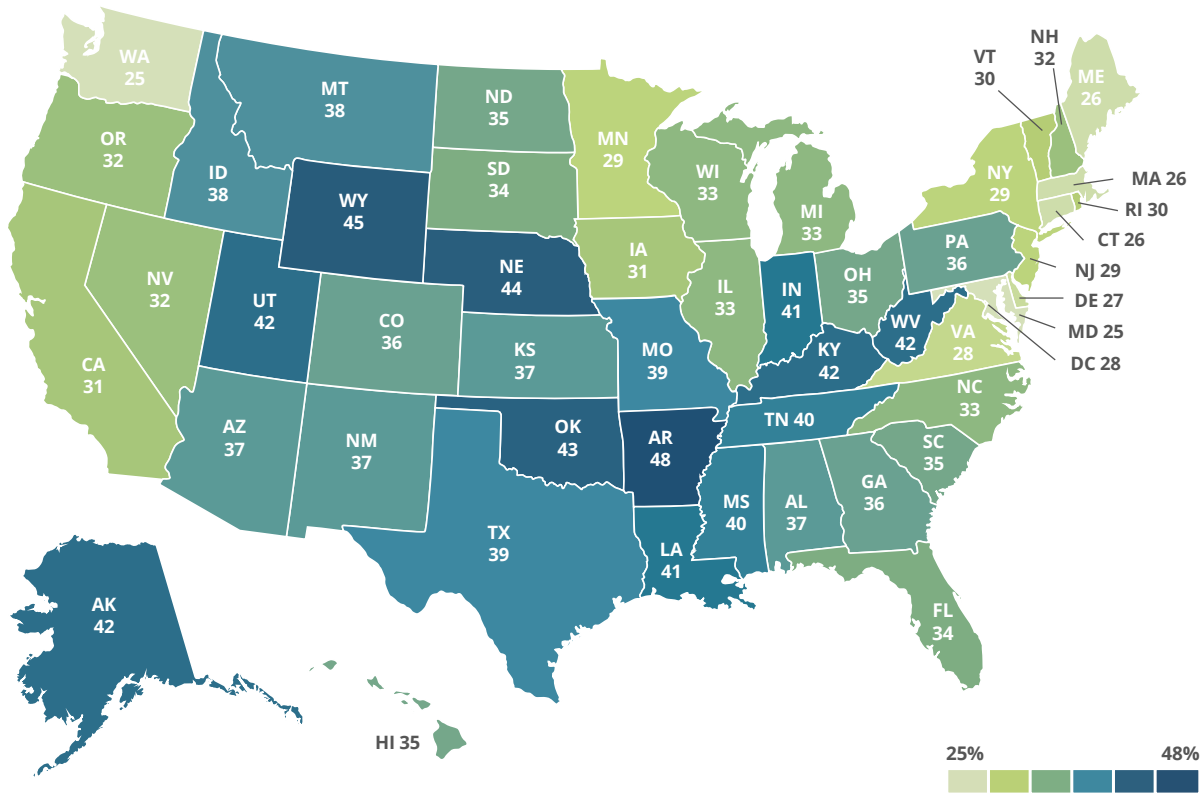 WA
25
OR
32
CA
31
NV
32
ID
38
MT
38
WY
45
UT
42
AZ
37
CO
36
NM
37
ND
35
SD
34
NE
44
KS
37
OK
43
TX
39
MN
29
IA
31
MO
39
AR
48
LA
41
WI
33
IL
33
MI
33
IN
41
OH
35
KY
42
TN 40
MS
40
AL
37
GA
36
FL
34
SC
35
NC
33
VA
28
WV
42
PA
36
NY
29
VT
30
NH
32
ME
26
MA 26
RI 30
CT 26
NJ 29
DE 27
MD 25
DC 28
AK
42
HI 35
25%
48%